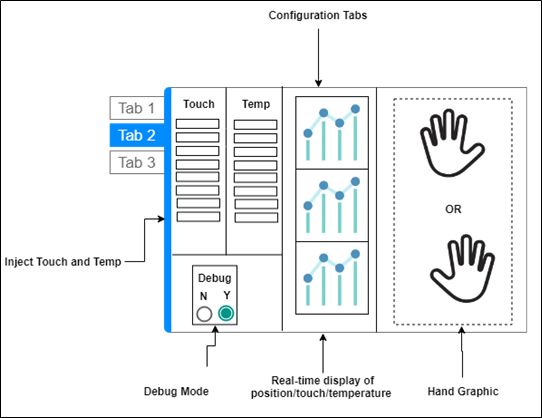 Configuration Tabs
Touch
Temp
Tab 1
Tab 2
Tab 3
OR
Inject Touch and Temp
Debug
N Y
Debug Mode
Real-time display of
position/touch/temperature
Hand Graphic